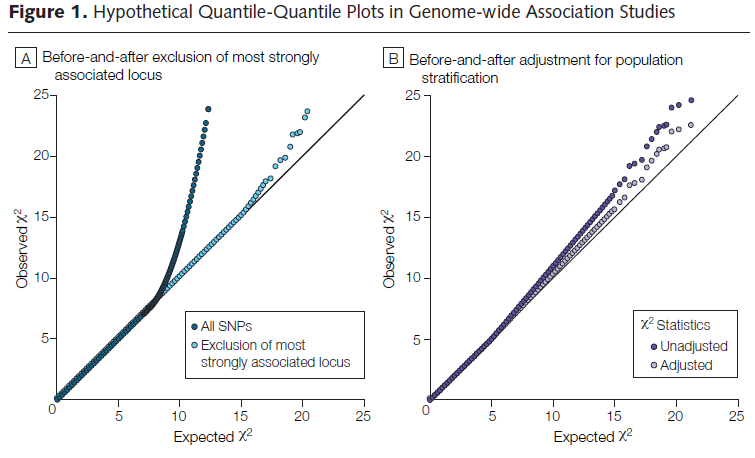 Figure 1. Hypothetical Quantile-Quantile Plots in Genome-wide Association Studies
A Before-and-after exclusion of most strongly
associated locus
25
20
15
10
5
0
5
10
15
20
25
Observed χ²
Expected χ²
All SNPs
Exclusion of most
strongly associated locus
B Before-and-after adjustment for population
stratification
25
20
15
10
5
0
5
10
15
20
25
Observed χ²
Expected χ²
χ² Statistics
Unadjusted
Adjusted